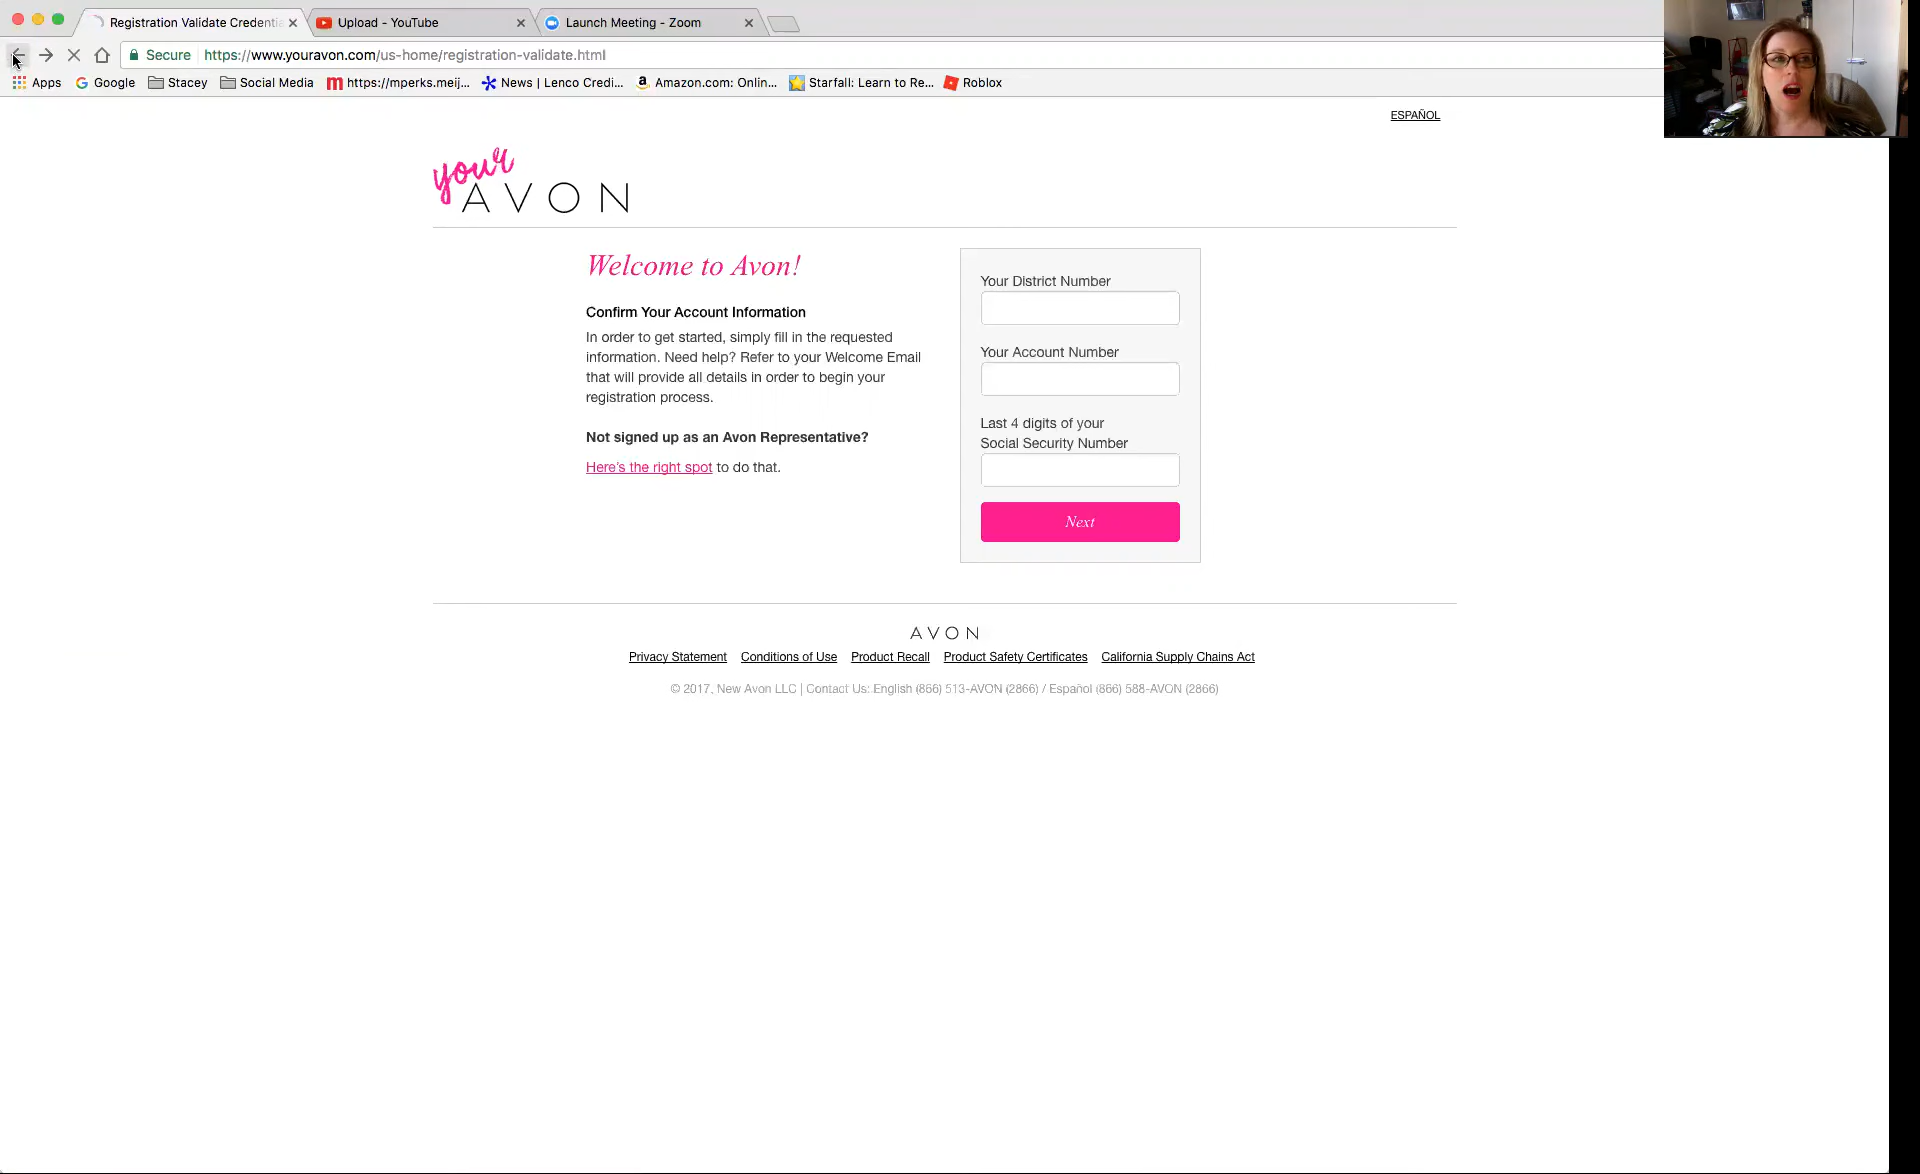 Registration Validate Credentia
Upload - YouTube
Launch Meeting - Zoom
Secure
https://www.youravon.com/us-home/registration-validate.html
Apps
Google
Stacey
Social Media
https://mperks.meij...
News | Lenco Credi...
Amazon.com: Onlin...
Starfall: Learn to Re...
Roblox
ESPAÑOL
your
AVON
Welcome to Avon!
Confirm Your Account Information
In order to get started, simply fill in the requested
information. Need help? Refer to your Welcome Email
that will provide all details in order to begin your
registration process.
Not signed up as an Avon Representative?
Here's the right spot to do that.
Your District Number
Your Account Number
Last 4 digits of your
Social Security Number
Next
AVON
Privacy Statement Conditions of Use Product Recall Product Safety Certificates California Supply Chains Act
© 2017, New Avon LLC | Contact Us: English (866) 513-AVON (2866) / Español (866) 588-AVON (2866)